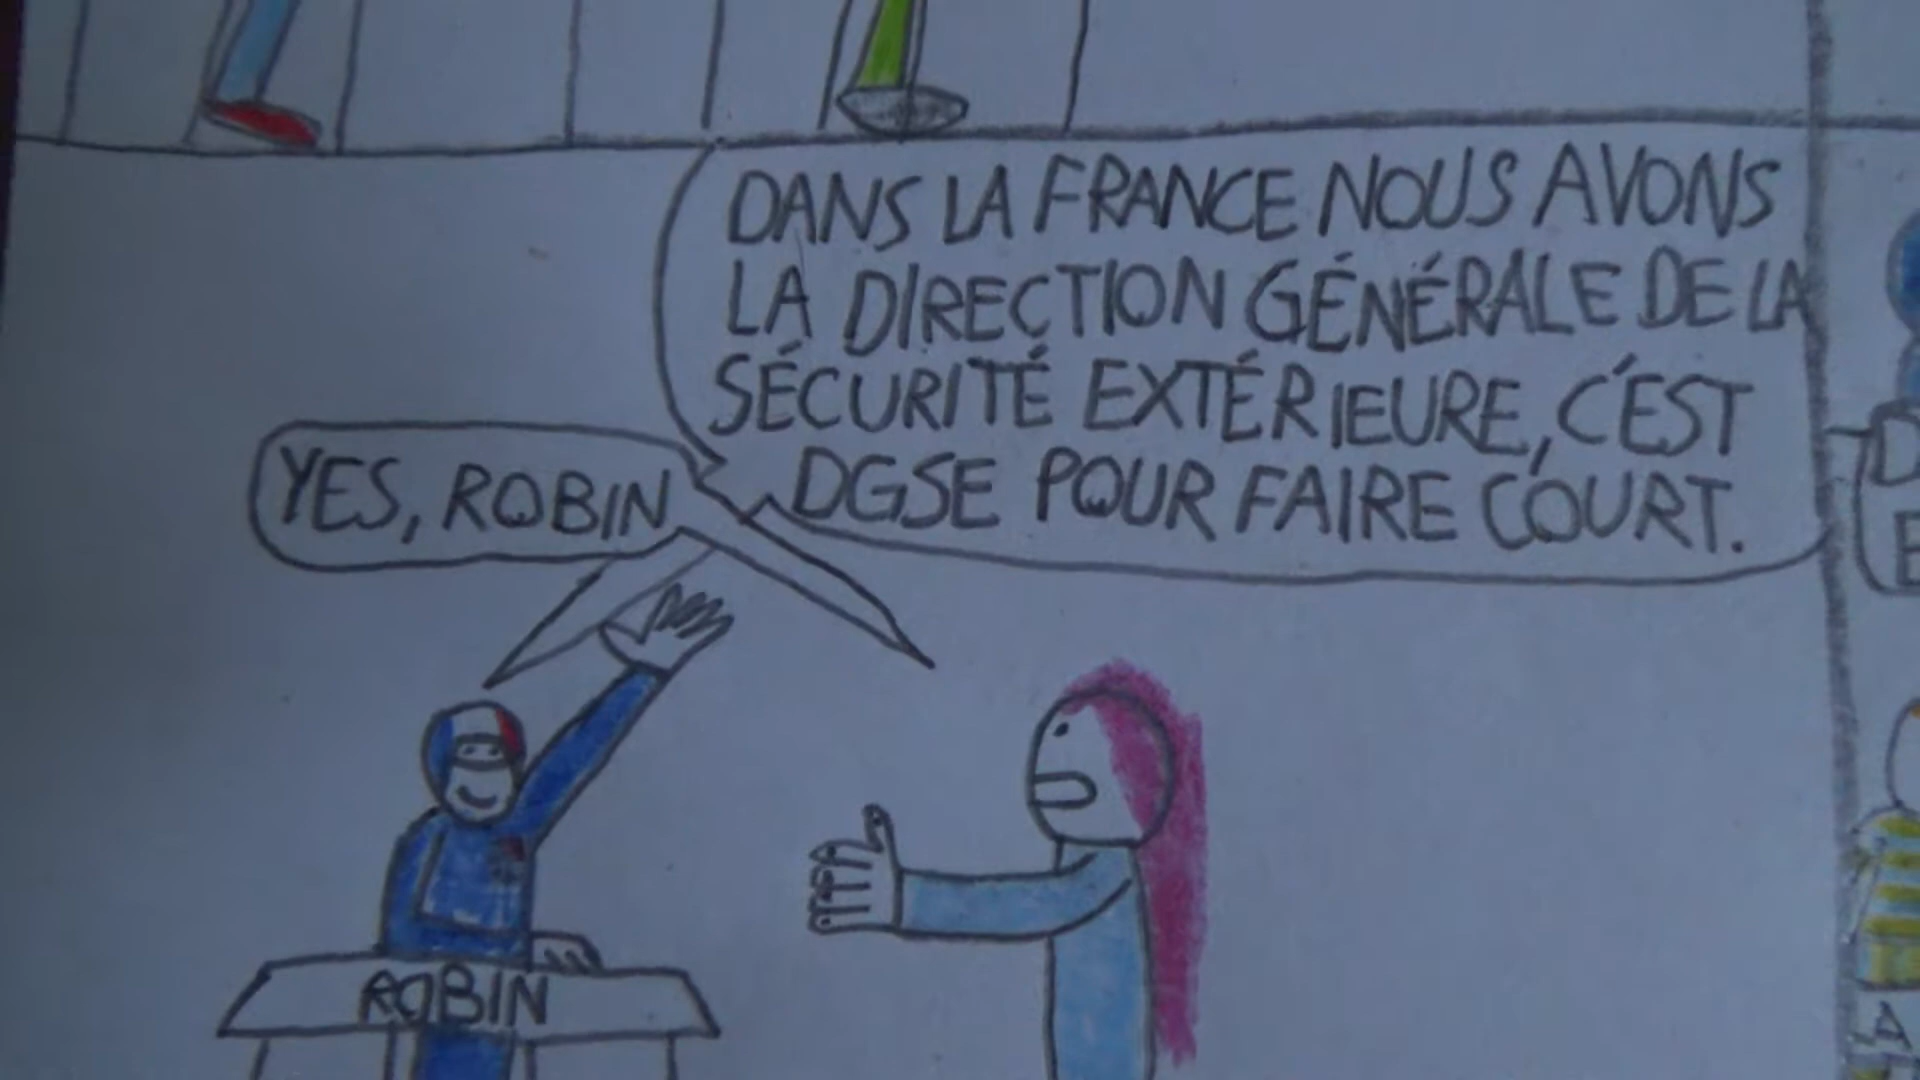 DANS LA FRANCE NOUS AVONS
LA DIRECTION GÉNÉRALE DE LA
SÉCURITÉ EXTÉRIEURE, C'EST
DGSE POUR FAIRE COURT.
YES, ROBIN
ROBIN